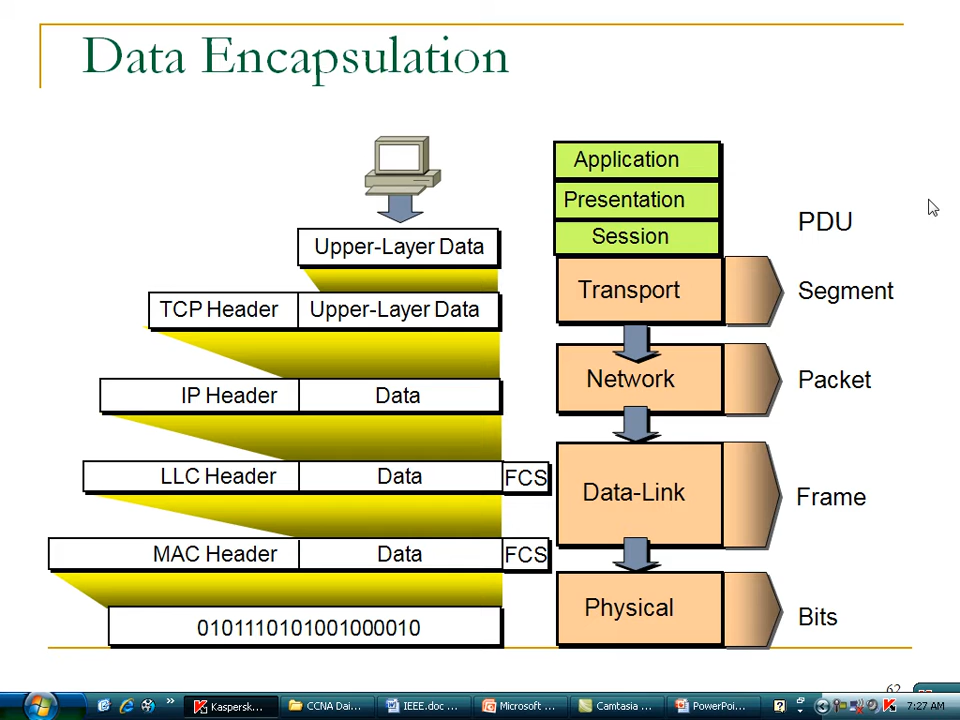 Data Encapsulation
Upper-Layer Data
TCP Header Upper-Layer Data
IP Header Data
LLC Header Data FCS
MAC Header Data FCS
0101110101001000010
Application
Presentation
Session
Transport
Network
Data-Link
Physical
PDU
Segment
Packet
Frame
Bits
62
Kaspersk... CCNA Dai... IEEE.doc ... Microsoft ... Camtasia ... PowerPoi... 7:27 AM